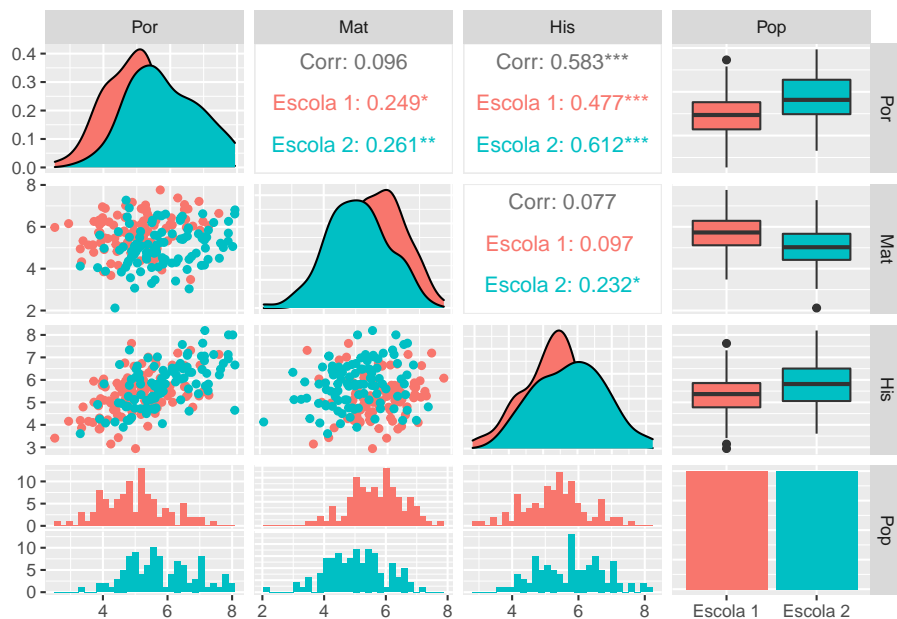 Por Mat His Pop
0.4
0.3
0.2
0.1
0.0
Corr: 0.096
Escola 1: 0.249*
Escola 2: 0.261**
Corr: 0.583***
Escola 1: 0.477***
Escola 2: 0.612***
Por
8
6
4
2
Corr: 0.077
Escola 1: 0.097
Escola 2: 0.232*
Mat
8
7
6
5
4
3
His
10
5
0
10
5
0
Pop
4 6 8 2 4 6 8 4 6 8 Escola 1 Escola 2